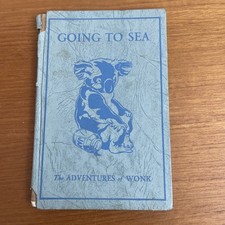 GOING TO SEA
The ADVENTURES of WONK